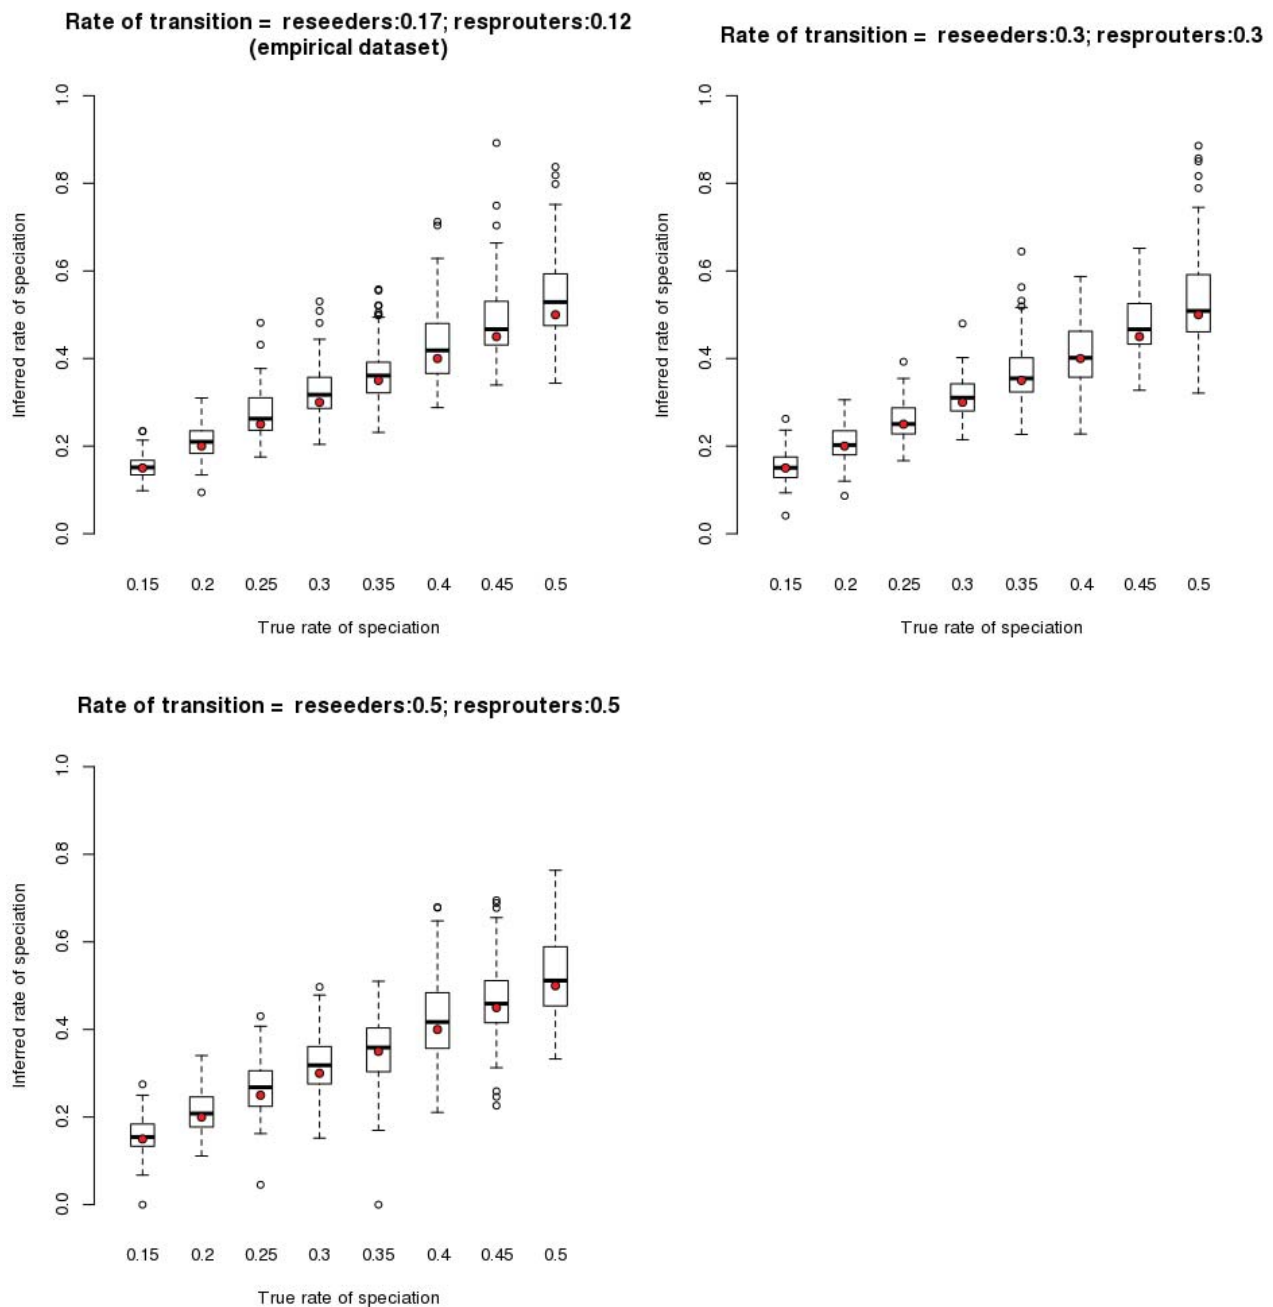 Rate of transition = reseeders:0.17; resprouters:0.12
(empirical dataset)
Inferred rate of speciation
1.0
0.8
0.6
0.4
0.2
0.0
0.15 0.2 0.25 0.3 0.35 0.4 0.45 0.5
True rate of speciation
Rate of transition = reseeders:0.3; resprouters:0.3
Inferred rate of speciation
1.0
0.8
0.6
0.4
0.2
0.0
0.15 0.2 0.25 0.3 0.35 0.4 0.45 0.5
True rate of speciation
Rate of transition = reseeders:0.5; resprouters:0.5
Inferred rate of speciation
1.0
0.8
0.6
0.4
0.2
0.0
0.15 0.2 0.25 0.3 0.35 0.4 0.45 0.5
True rate of speciation